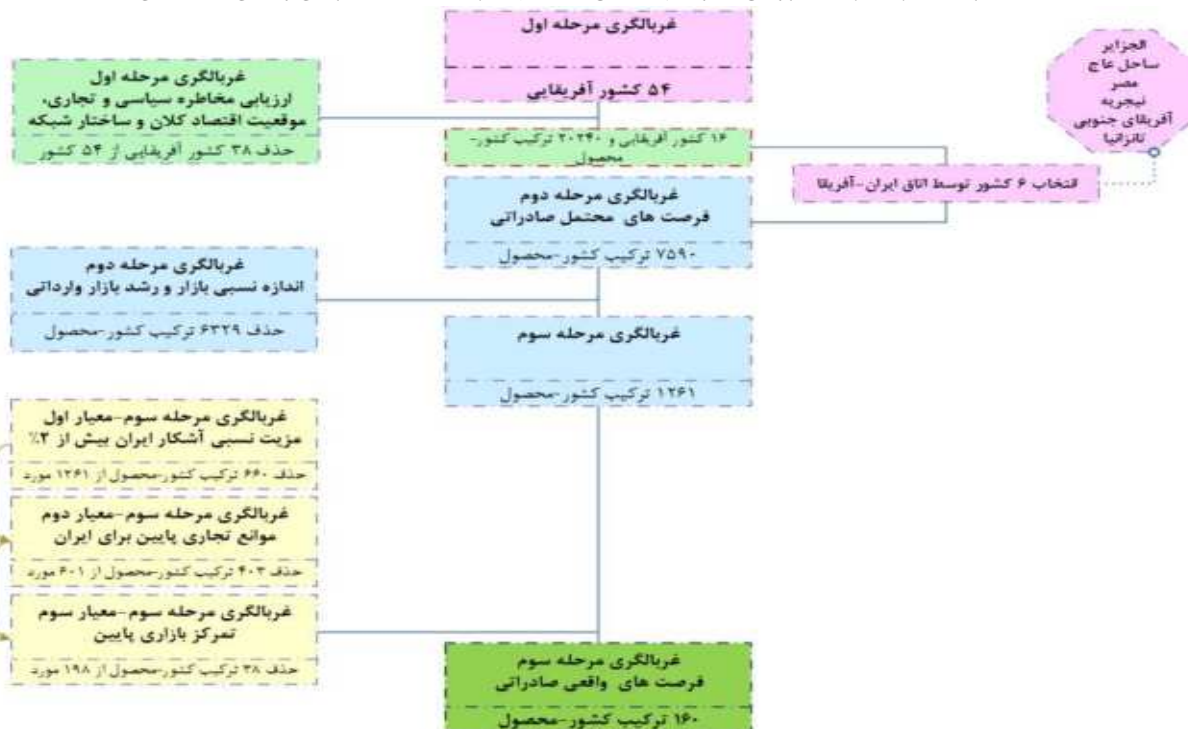 غربالگری مرحله اول
۵۴ کشور آفریقایی
الجزایر
ساحل عاج
مصر
نیجریه
آفریقای جنوبی
تانزانیا
غربالگری مرحله اول
ارزیابی مخاطره سیاسی و تجاری،
موقعیت اقتصاد کلان و ساختار شبکه
حذف ۳۸ کشور آفریقایی از ۵۴ کشور
۱۶ کشور آفریقایی و ۲۰۲۴۰ ترکیب کشور-
محصول
انتخاب ۶ کشور توسط اتاق ایران-آفریقا
غربالگری مرحله دوم
فرصت های محتمل صادراتی
۷۵۹۰ ترکیب کشور-محصول
غربالگری مرحله دوم
اندازه نسبی بازار و رشد بازار وارداتی
حذف ۶۳۲۹ ترکیب کشور-محصول
غربالگری مرحله سوم
۱۲۶۱ ترکیب کشور-محصول
غربالگری مرحله سوم-معیار اول
مزیت نسبی آشکار ایران بیش از ۲٪
حذف ۶۶۰ ترکیب کشور-محصول از ۱۲۶۱ مورد
غربالگری مرحله سوم-معیار دوم
موانع تجاری پایین برای ایران
حذف ۴۰۳ ترکیب کشور-محصول از ۶۰۱ مورد
غربالگری مرحله سوم-معیار سوم
تمرکز بازاری پایین
حذف ۳۸ ترکیب کشور-محصول از ۱۹۸ مورد
غربالگری مرحله سوم
فرصت های واقعی صادراتی
۱۶۰ ترکیب کشور-محصول